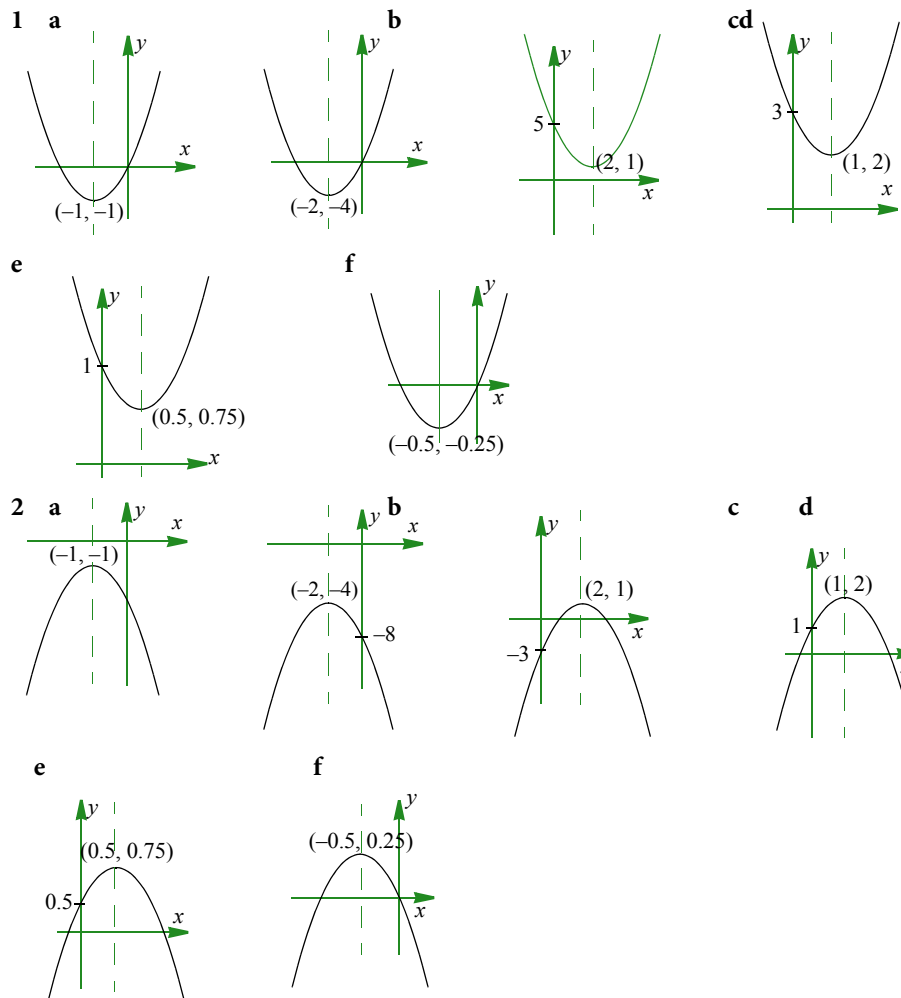 1 a b cd
y y y y
x x 5 3
(–1, –1) (–2, –4) (2, 1) (1, 2)
x x
e f
y y
1
x
(0.5, 0.75) (–0.5, –0.25)
x
2 a b c d
y x y x y y
(–1, –1) (–2, –4) (2, 1) (1, 2)
–8 –3 x 1
e f
y y
(0.5, 0.75) (–0.5, 0.25)
0.5 x x